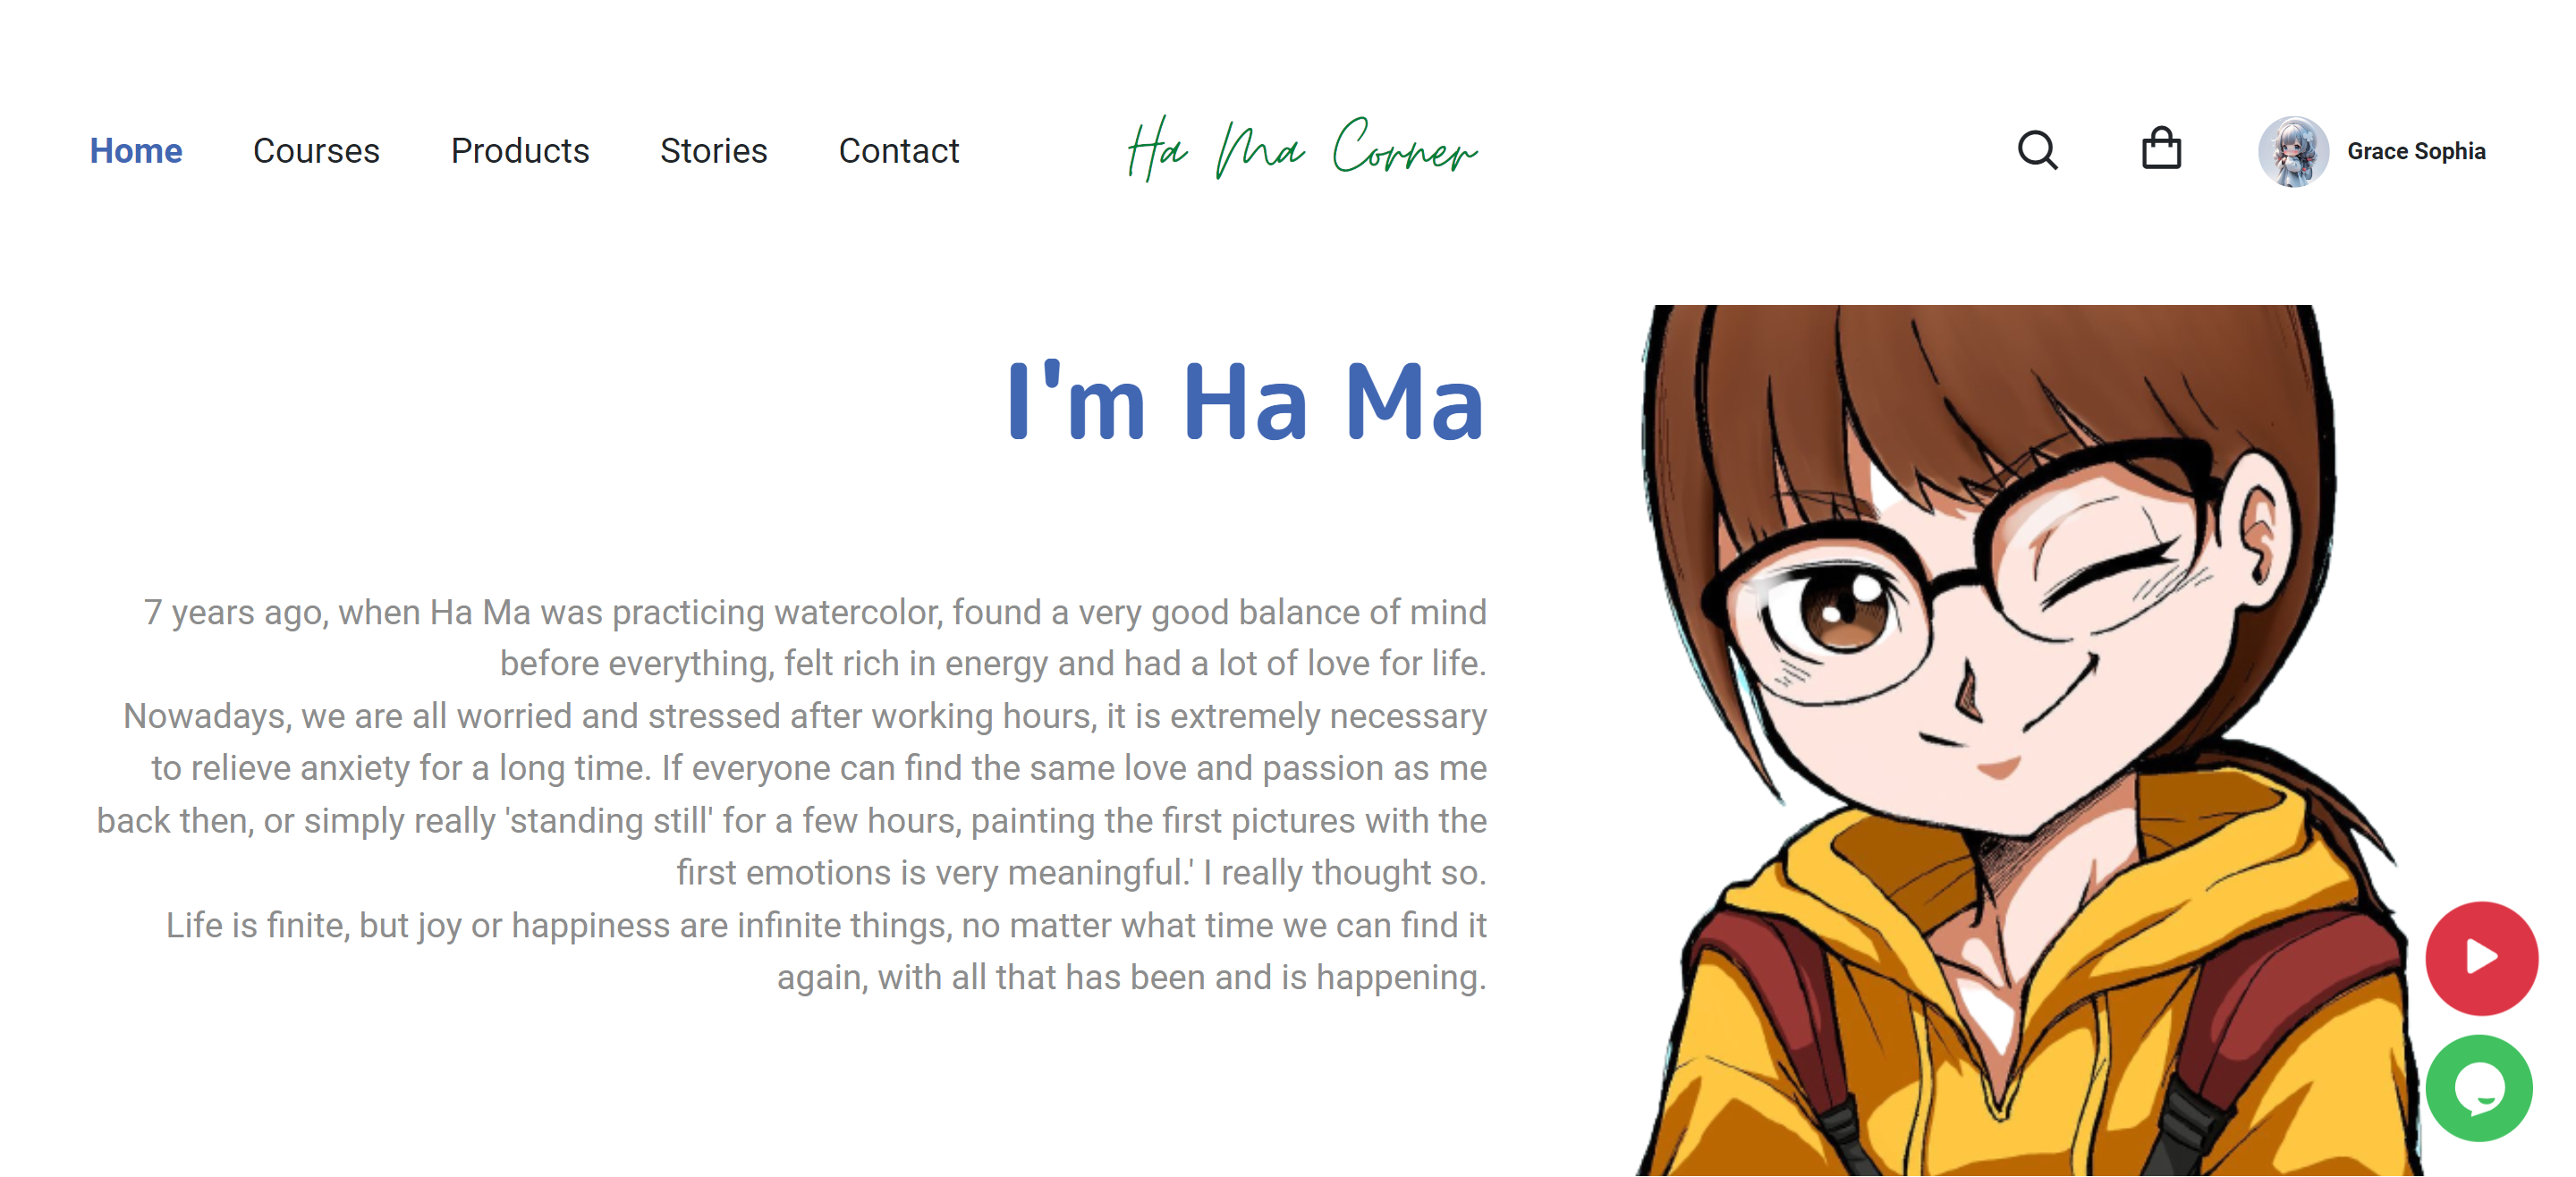 Home Courses Products Stories Contact Ha Ma Corner Grace Sophia
I'm Ha Ma
7 years ago, when Ha Ma was practicing watercolor, found a very good balance of mind
before everything, felt rich in energy and had a lot of love for life.
Nowadays, we are all worried and stressed after working hours, it is extremely necessary
to relieve anxiety for a long time. If everyone can find the same love and passion as me
back then, or simply really 'standing still' for a few hours, painting the first pictures with the
first emotions is very meaningful.' I really thought so.
Life is finite, but joy or happiness are infinite things, no matter what time we can find it
again, with all that has been and is happening.